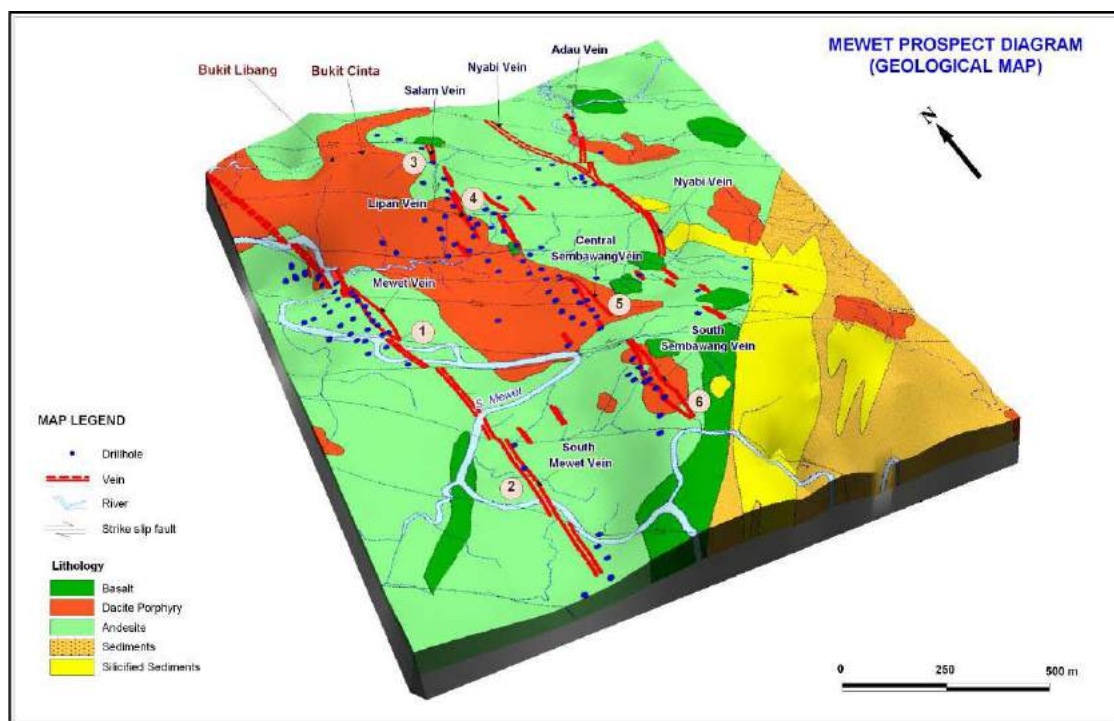 MEWET PROSPECT DIAGRAM
(GEOLOGICAL MAP)
Adau Vein
Nyabi Vein
Bukit Libang
Bukit Cinta
Salam Vein
N
3
Nyabi Vein
4
Lipan Vein
Central
Sembawang Vein
Mewet Vein
5
1
South
Sembawang Vein
S. Mewet
6
South
Mewet Vein
2
MAP LEGEND
Drillhole
Vein
River
Strike slip fault
Lithology
Basalt
Dacite Porphyry
Andesite
Sediments
Silicified Sediments
0 250 500 m